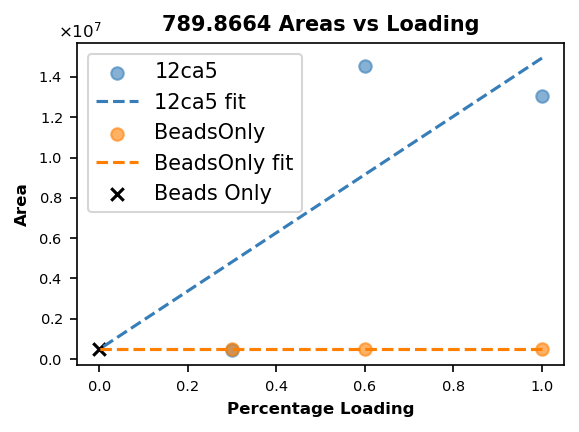 789.8664 Areas vs Loading
×10⁷
12ca5
12ca5 fit
BeadsOnly
BeadsOnly fit
Beads Only
Area
1.4
1.2
1.0
0.8
0.6
0.4
0.2
0.0
0.0 0.2 0.4 0.6 0.8 1.0
Percentage Loading